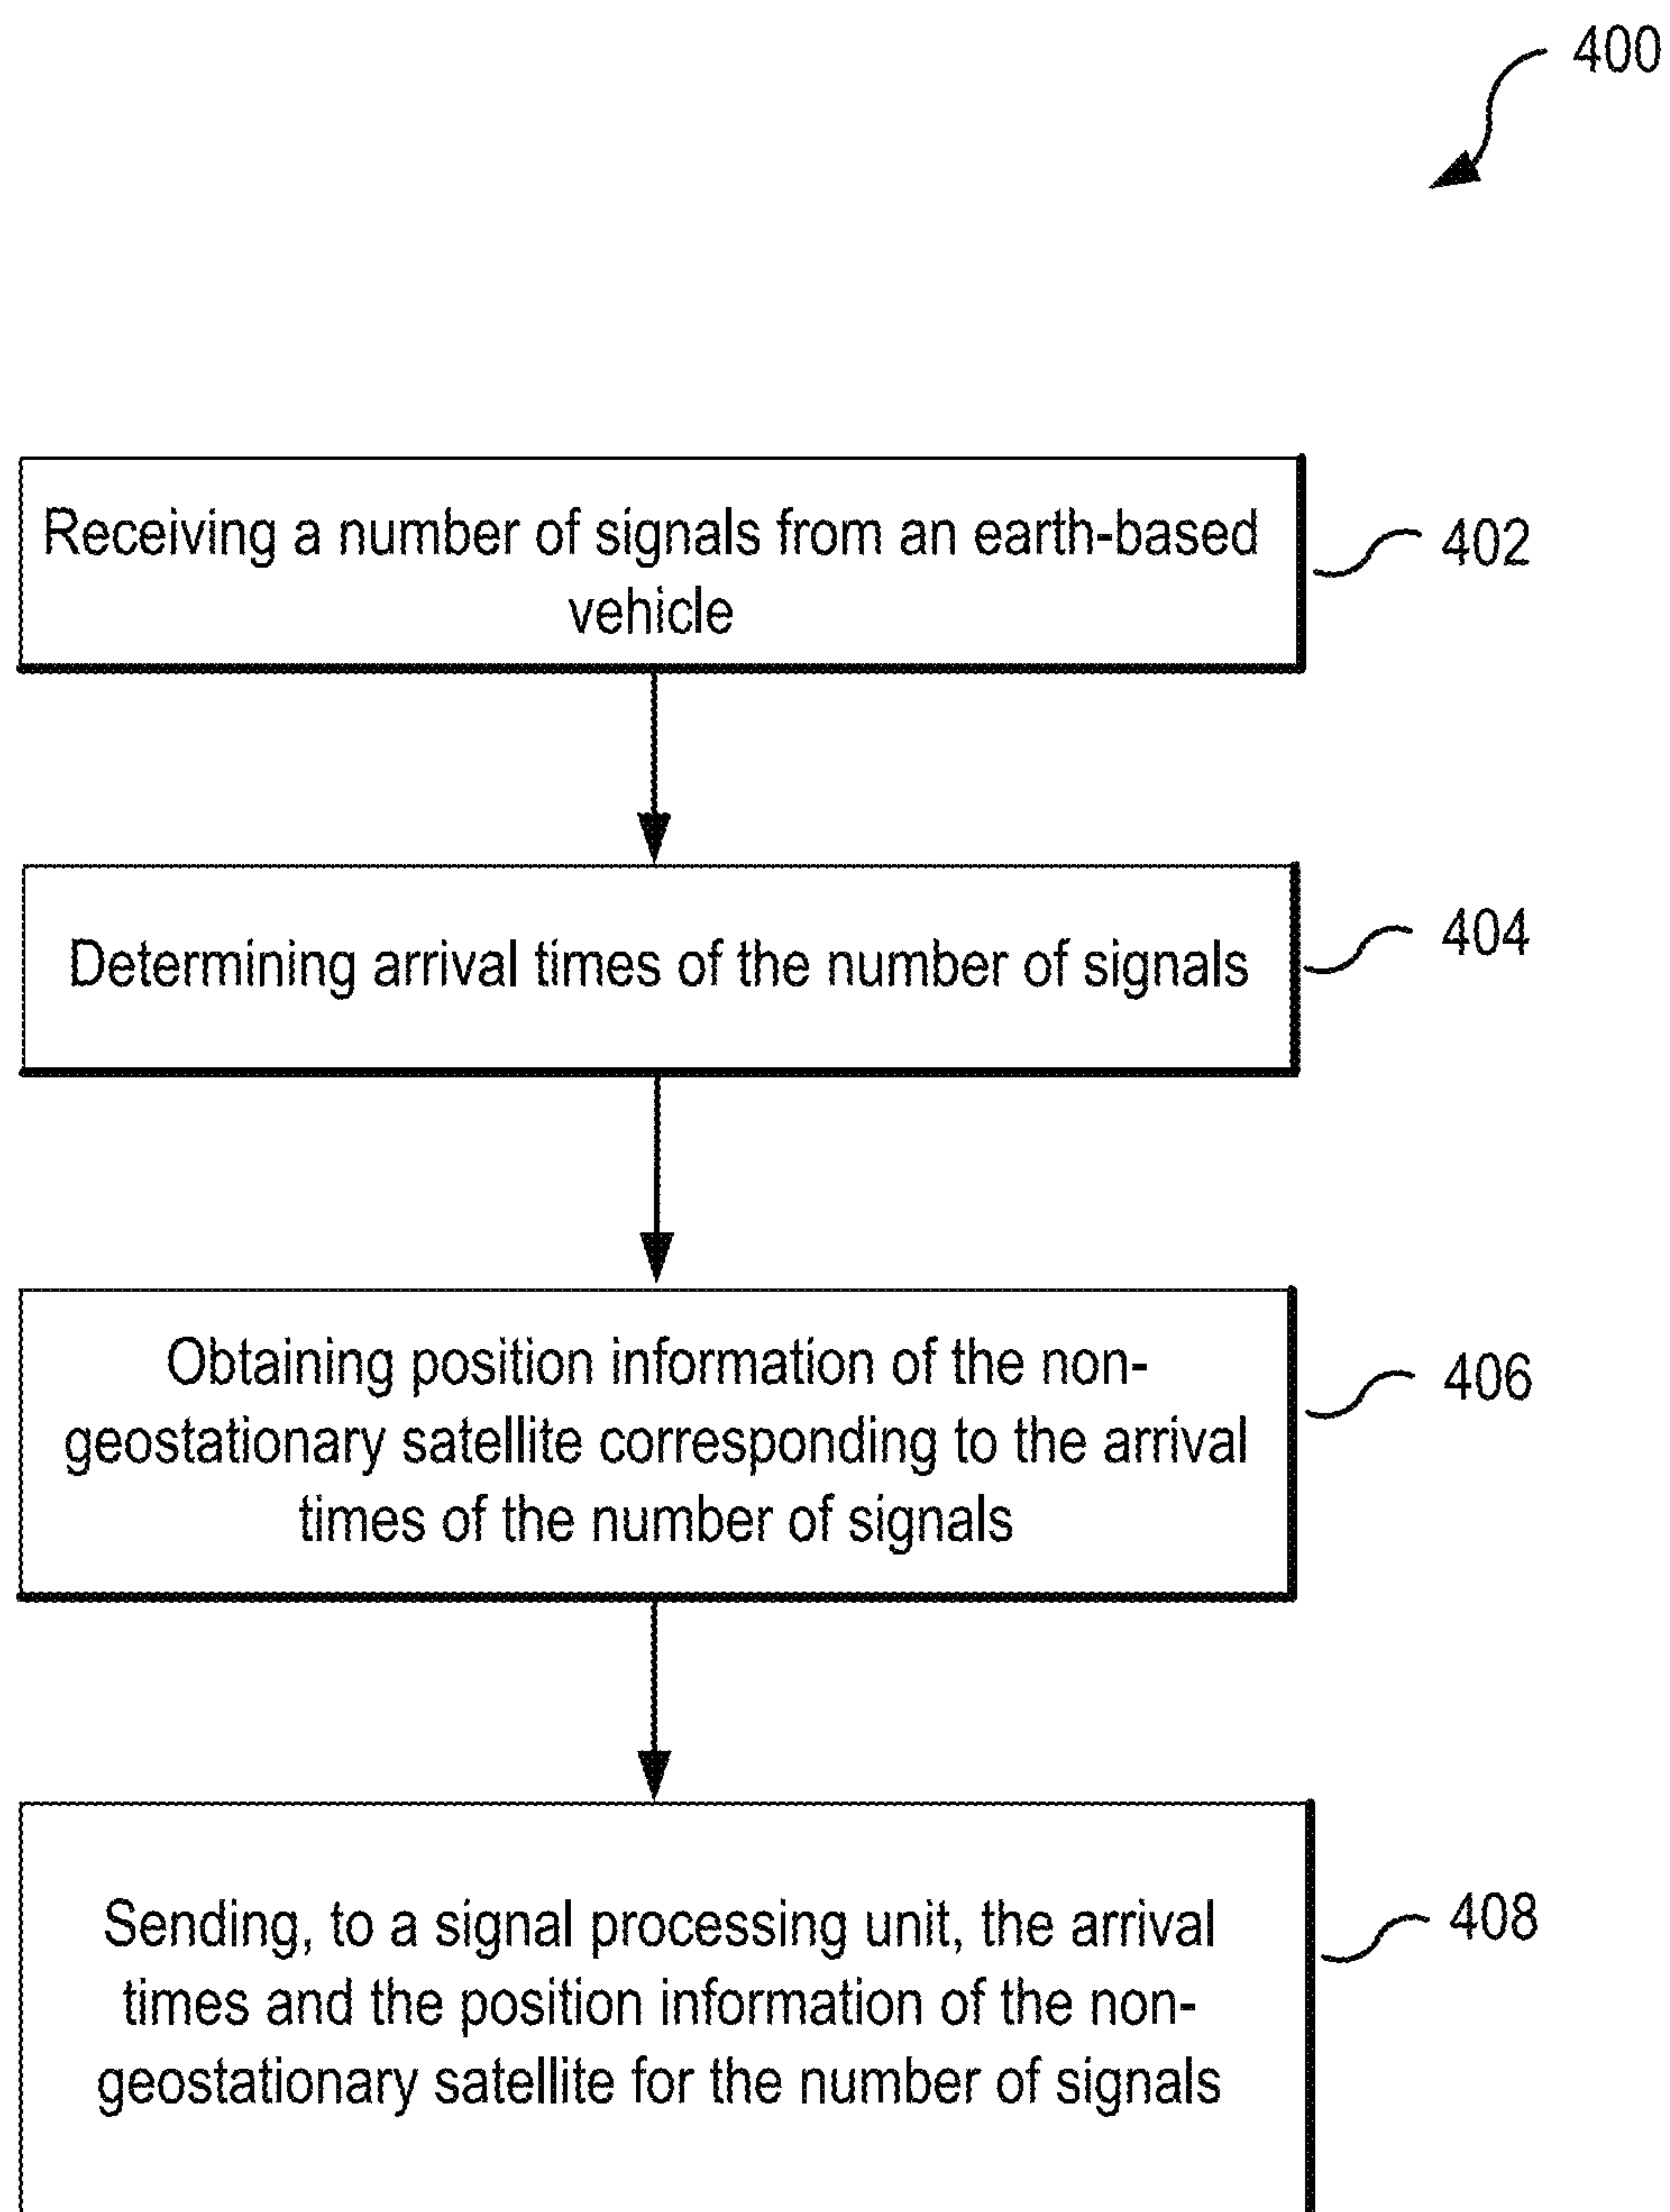 400
Receiving a number of signals from an earth-based
vehicle
402
Determining arrival times of the number of signals
404
Obtaining position information of the non-
geostationary satellite corresponding to the arrival
times of the number of signals
406
Sending, to a signal processing unit, the arrival
times and the position information of the non-
geostationary satellite for the number of signals
408